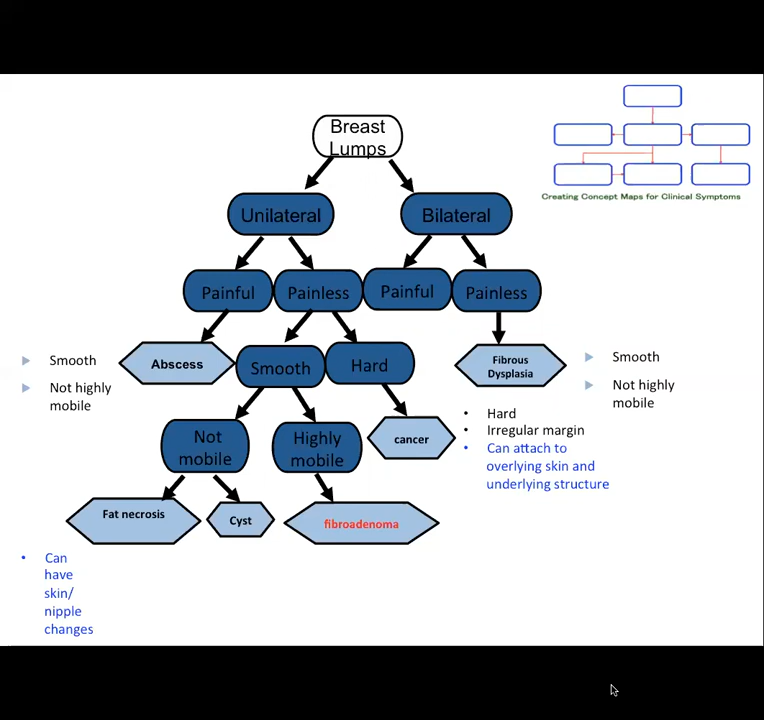 Breast
Lumps
Creating Concept Maps for Clinical Symptoms
Unilateral
Bilateral
Painful
Painless
Painful
Painless
Smooth
Not highly
mobile
Abscess
Smooth
Hard
Fibrous
Dysplasia
Smooth
Not highly
mobile
Not
mobile
Highly
mobile
cancer
Hard
Irregular margin
Can attach to
overlying skin and
underlying structure
Fat necrosis
Cyst
fibroadenoma
Can
have
skin/
nipple
changes